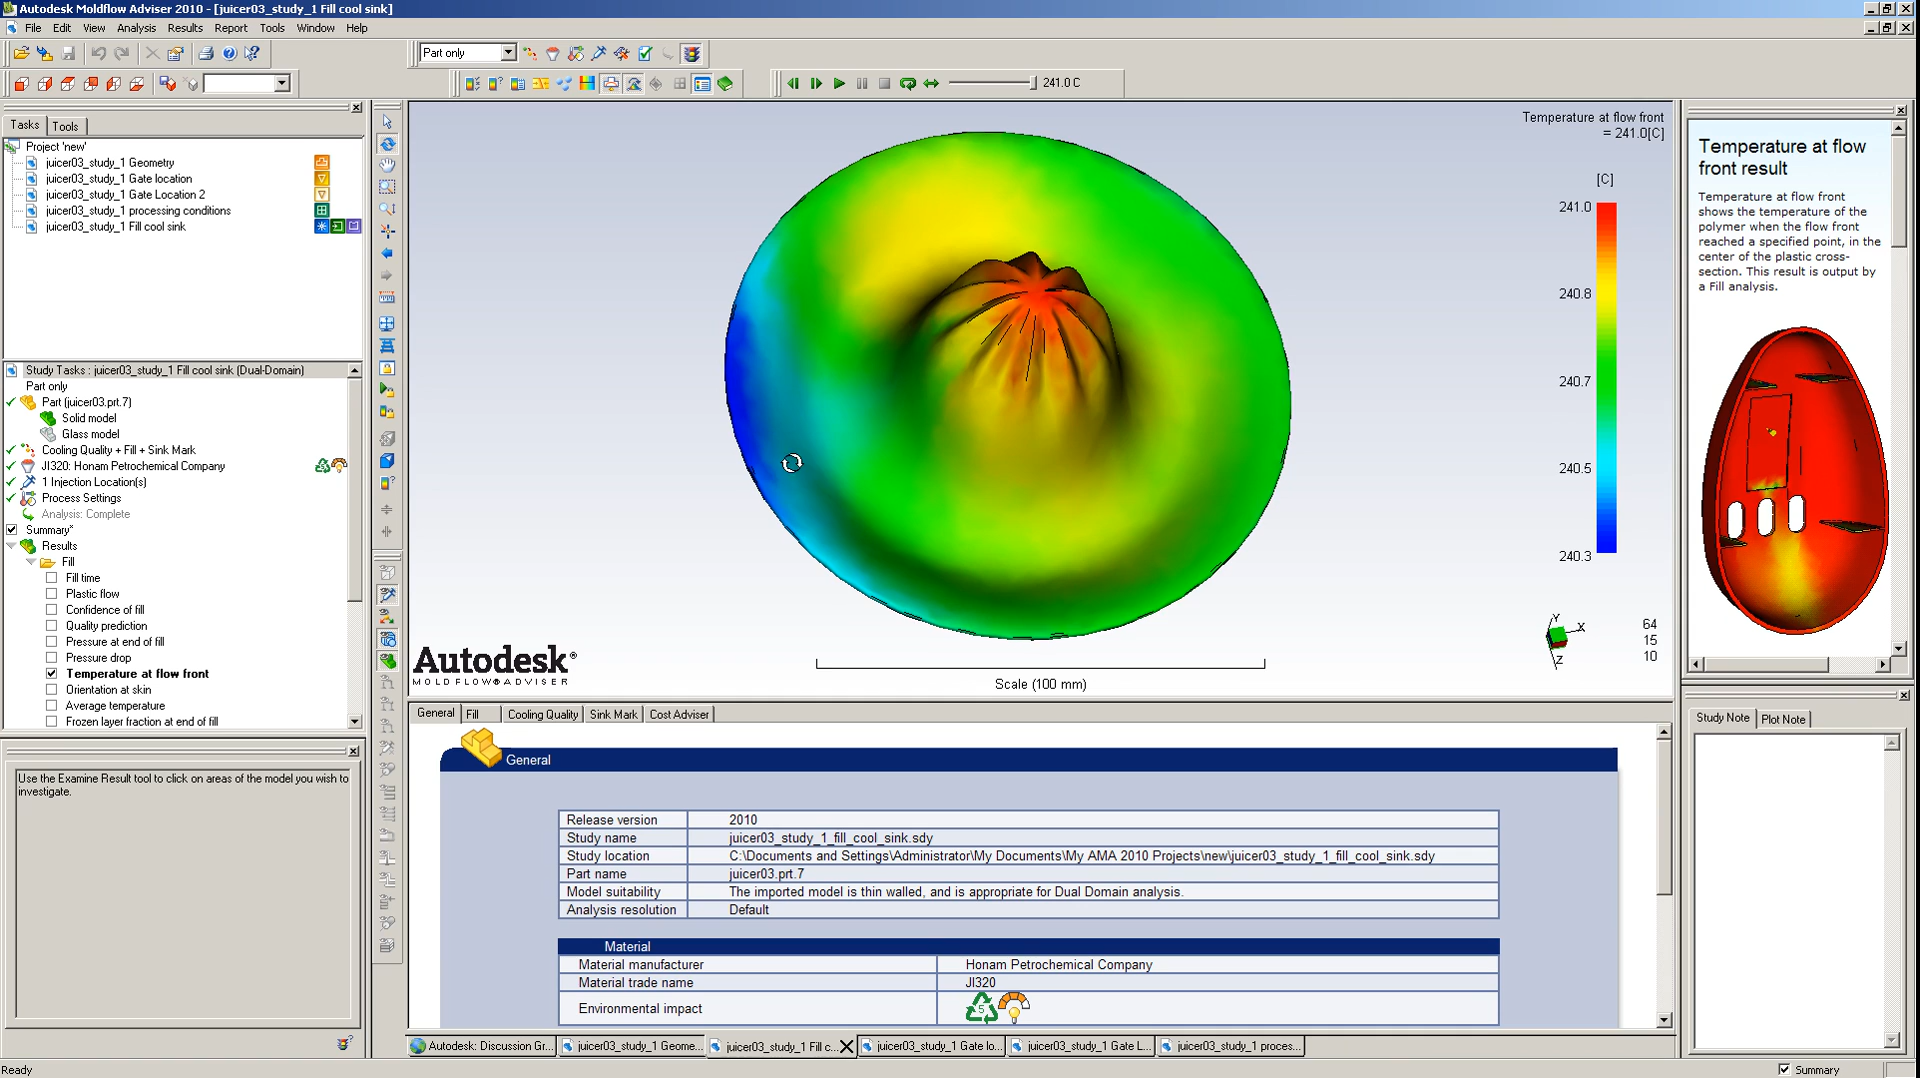 Autodesk Moldflow Adviser 2010 - [juicer03_study_1 Fill cool sink]
File Edit View Analysis Results Report Tools Window Help
Part only
241.0 C
Tasks Tools
Project 'new'
juicer03_study_1 Geometry
juicer03_study_1 Gate location
juicer03_study_1 Gate Location 2
juicer03_study_1 processing conditions
juicer03_study_1 Fill cool sink
Study Tasks : juicer03_study_1 Fill cool sink (Dual-Domain)
Part only
Part (juicer03.prt.7)
Solid model
Glass model
Cooling Quality + Fill + Sink Mark
JI320: Honam Petrochemical Company
1 Injection Location(s)
Process Settings
Analysis: Complete
Summary*
Results
Fill
Fill time
Plastic flow
Confidence of fill
Quality prediction
Pressure at end of fill
Pressure drop
Temperature at flow front
Orientation at skin
Average temperature
Frozen layer fraction at end of fill
Use the Examine Result tool to click on areas of the model you wish to
investigate.
Temperature at flow front
= 241.0[C]
[C]
241.0
240.8
240.7
240.5
240.3
Y
X
Z
64
15
10
Autodesk®
MOLDFLOW® ADVISER
Scale (100 mm)
Temperature at flow
front result
Temperature at flow front
shows the temperature of the
polymer when the flow front
reached a specified point, in the
center of the plastic cross-
section. This result is output by
a Fill analysis.
General Fill Cooling Quality Sink Mark Cost Adviser
General
Release version 2010
Study name juicer03_study_1_fill_cool_sink.sdy
Study location C:\Documents and Settings\Administrator\My Documents\My AMA 2010 Projects\new\juicer03_study_1_fill_cool_sink.sdy
Part name juicer03.prt.7
Model suitability The imported model is thin walled, and is appropriate for Dual Domain analysis.
Analysis resolution Default
Material
Material manufacturer Honam Petrochemical Company
Material trade name JI320
Environmental impact 5
Study Note Plot Note
Autodesk: Discussion Gr... juicer03_study_1 Geome... juicer03_study_1 Fill c... juicer03_study_1 Gate lo... juicer03_study_1 Gate L... juicer03_study_1 proces...
Ready
Summary